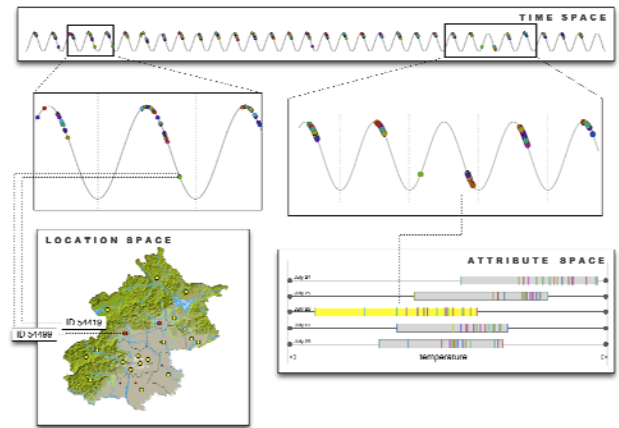 TIME SPACE
LOCATION SPACE
ID 54419
ID 54499
ATTRIBUTE SPACE
temperature